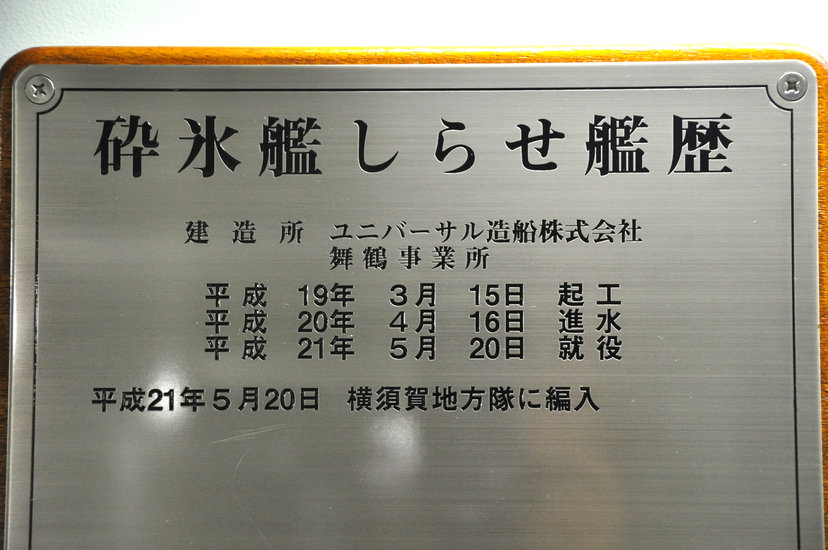 砕氷艦しらせ艦歴
建造所 ユニバーサル造船株式会社
舞鶴事業所
平成 19年 3月 15日 起工
平成 20年 4月 16日 進水
平成 21年 5月 20日 就役
平成21年5月20日 横須賀地方隊に編入